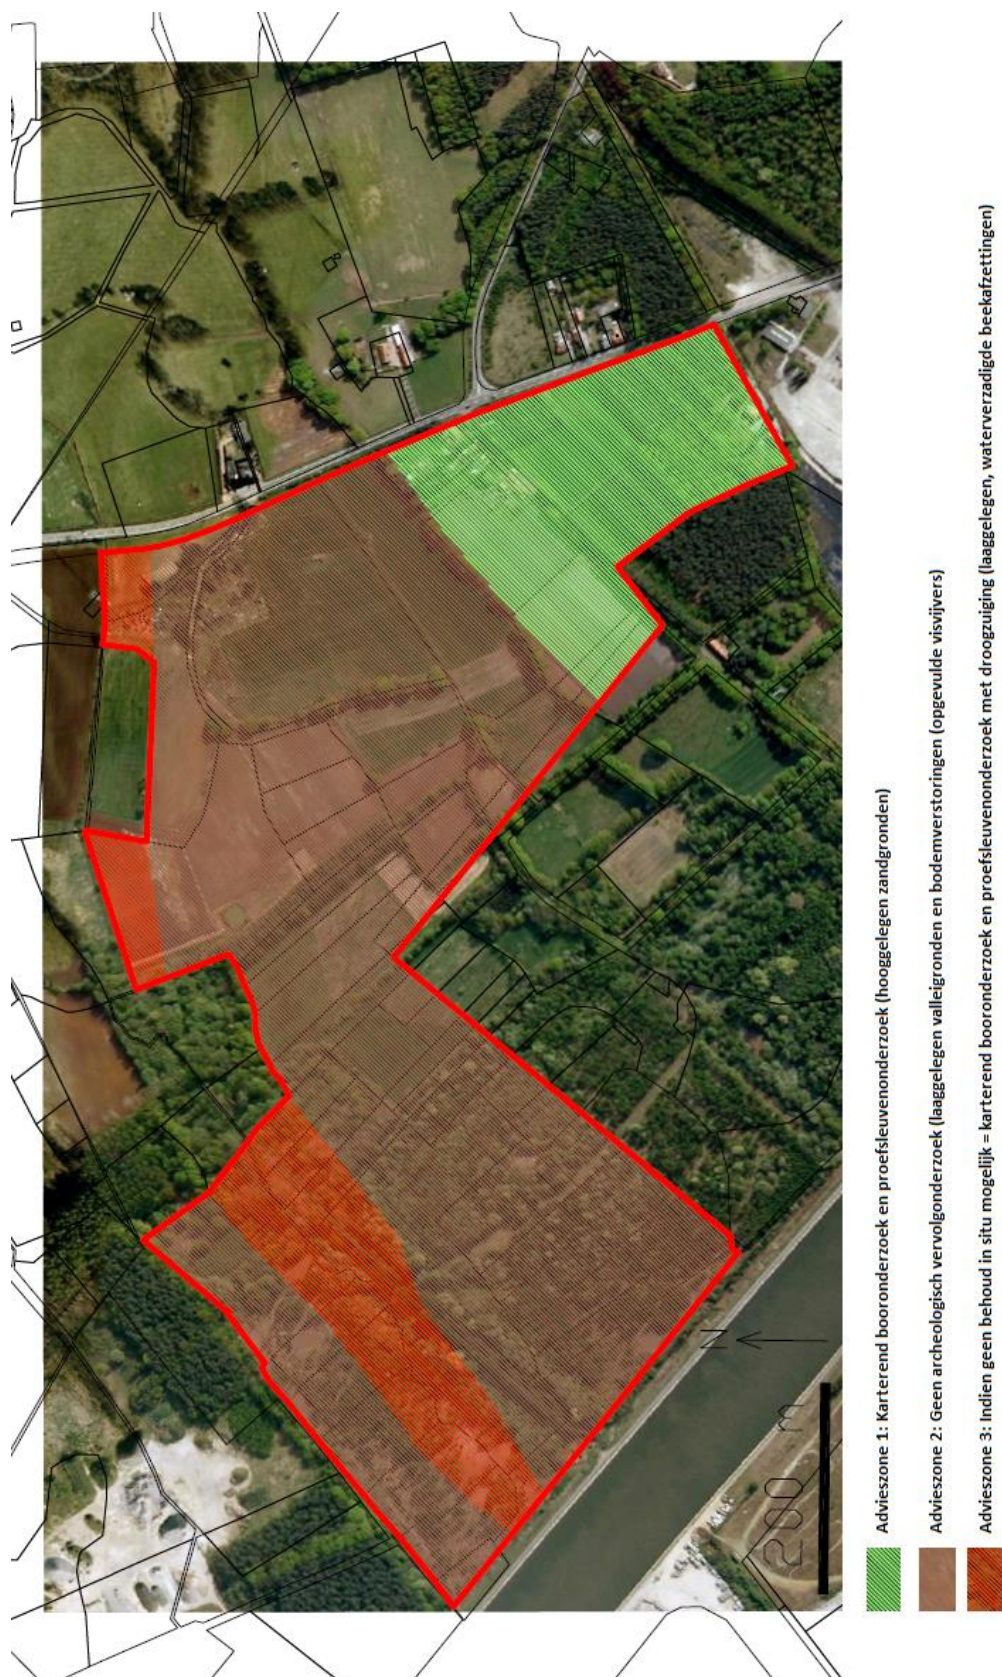 N
200 m
Advieszone 1: Karterend booronderzoek en proefsleuvenonderzoek (hooggelegen zandgronden)
Advieszone 2: Geen archeologisch vervolgonderzoek (laaggelegen valleigronden en bodemverstoringen (opgevulde visvijvers)
Advieszone 3: Indien geen behoud in situ mogelijk = karterend booronderzoek en proefsleuvenonderzoek met droogzuiging (laaggelegen, waterverzadigde beekafzettingen)